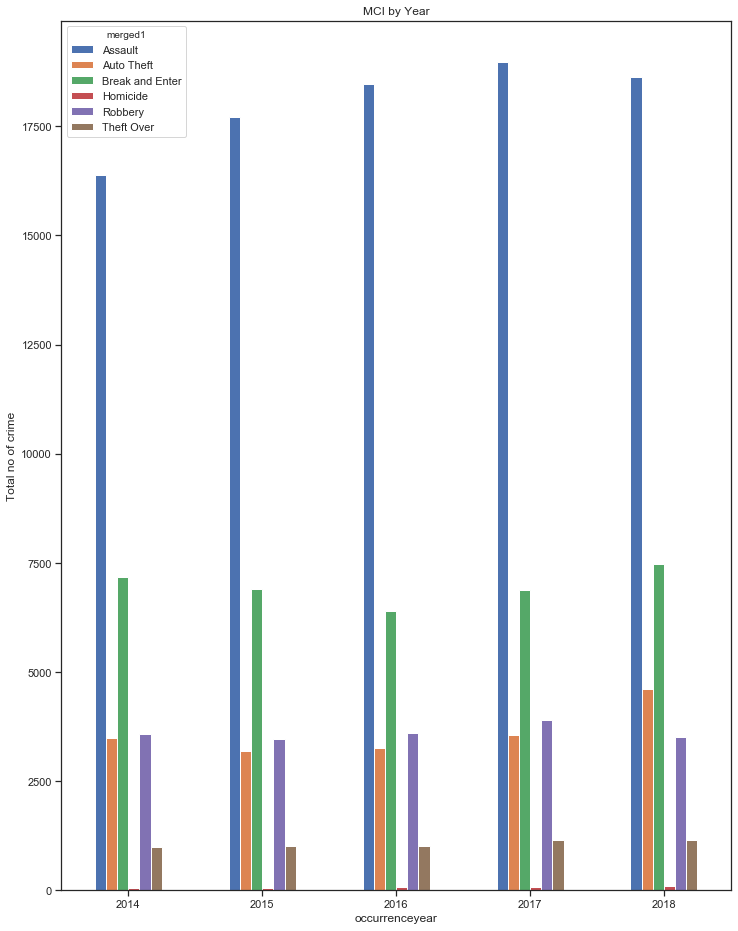 MCI by Year
merged1
Assault
Auto Theft
Break and Enter
Homicide
Robbery
Theft Over
Total no of crime
17500
15000
12500
10000
7500
5000
2500
0
2014 2015 2016 2017 2018
occurrenceyear